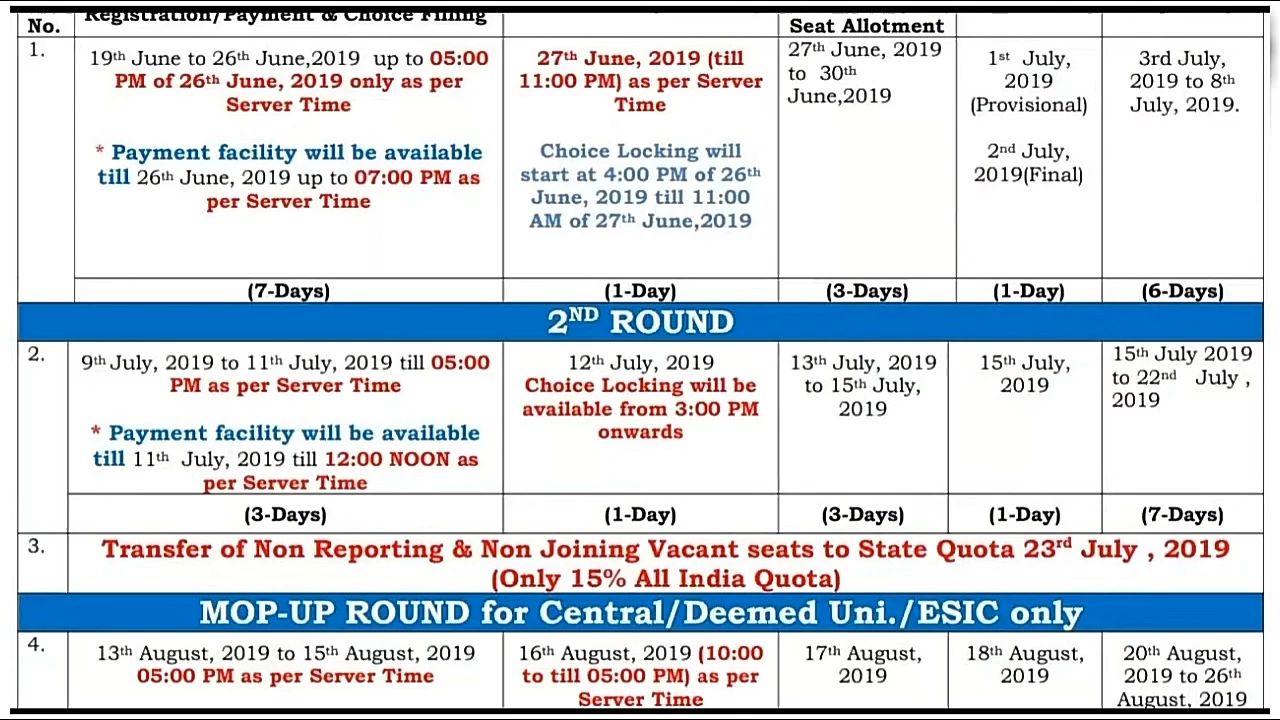 Registration/Payment & Choice Filling
No.
Seat Allotment
1.
19th June to 26th June,2019 up to 05:00
PM of 26th June, 2019 only as per
Server Time
* Payment facility will be available
till 26th June, 2019 up to 07:00 PM as
per Server Time
27th June, 2019 (till
11:00 PM) as per Server
Time
Choice Locking will
start at 4:00 PM of 26th
June, 2019 till 11:00
AM of 27th June,2019
27th June, 2019
to 30th
June,2019
1st July,
2019
(Provisional)
2nd July,
2019(Final)
3rd July,
2019 to 8th
July, 2019.
(7-Days)
(1-Day)
(3-Days)
(1-Day)
(6-Days)
2ND ROUND
2.
9th July, 2019 to 11th July, 2019 till 05:00
PM as per Server Time
* Payment facility will be available
till 11th July, 2019 till 12:00 NOON as
per Server Time
12th July, 2019
Choice Locking will be
available from 3:00 PM
onwards
13th July, 2019
to 15th July,
2019
15th July,
2019
15th July 2019
to 22nd July ,
2019
(3-Days)
(1-Day)
(3-Days)
(1-Day)
(7-Days)
3.
Transfer of Non Reporting & Non Joining Vacant seats to State Quota 23rd July , 2019
(Only 15% All India Quota)
MOP-UP ROUND for Central/Deemed Uni./ESIC only
4.
13th August, 2019 to 15th August, 2019
05:00 PM as per Server Time
16th August, 2019 (10:00
to till 05:00 PM) as per
Server Time
17th August,
2019
18th August,
2019
20th August,
2019 to 26th
August, 2019